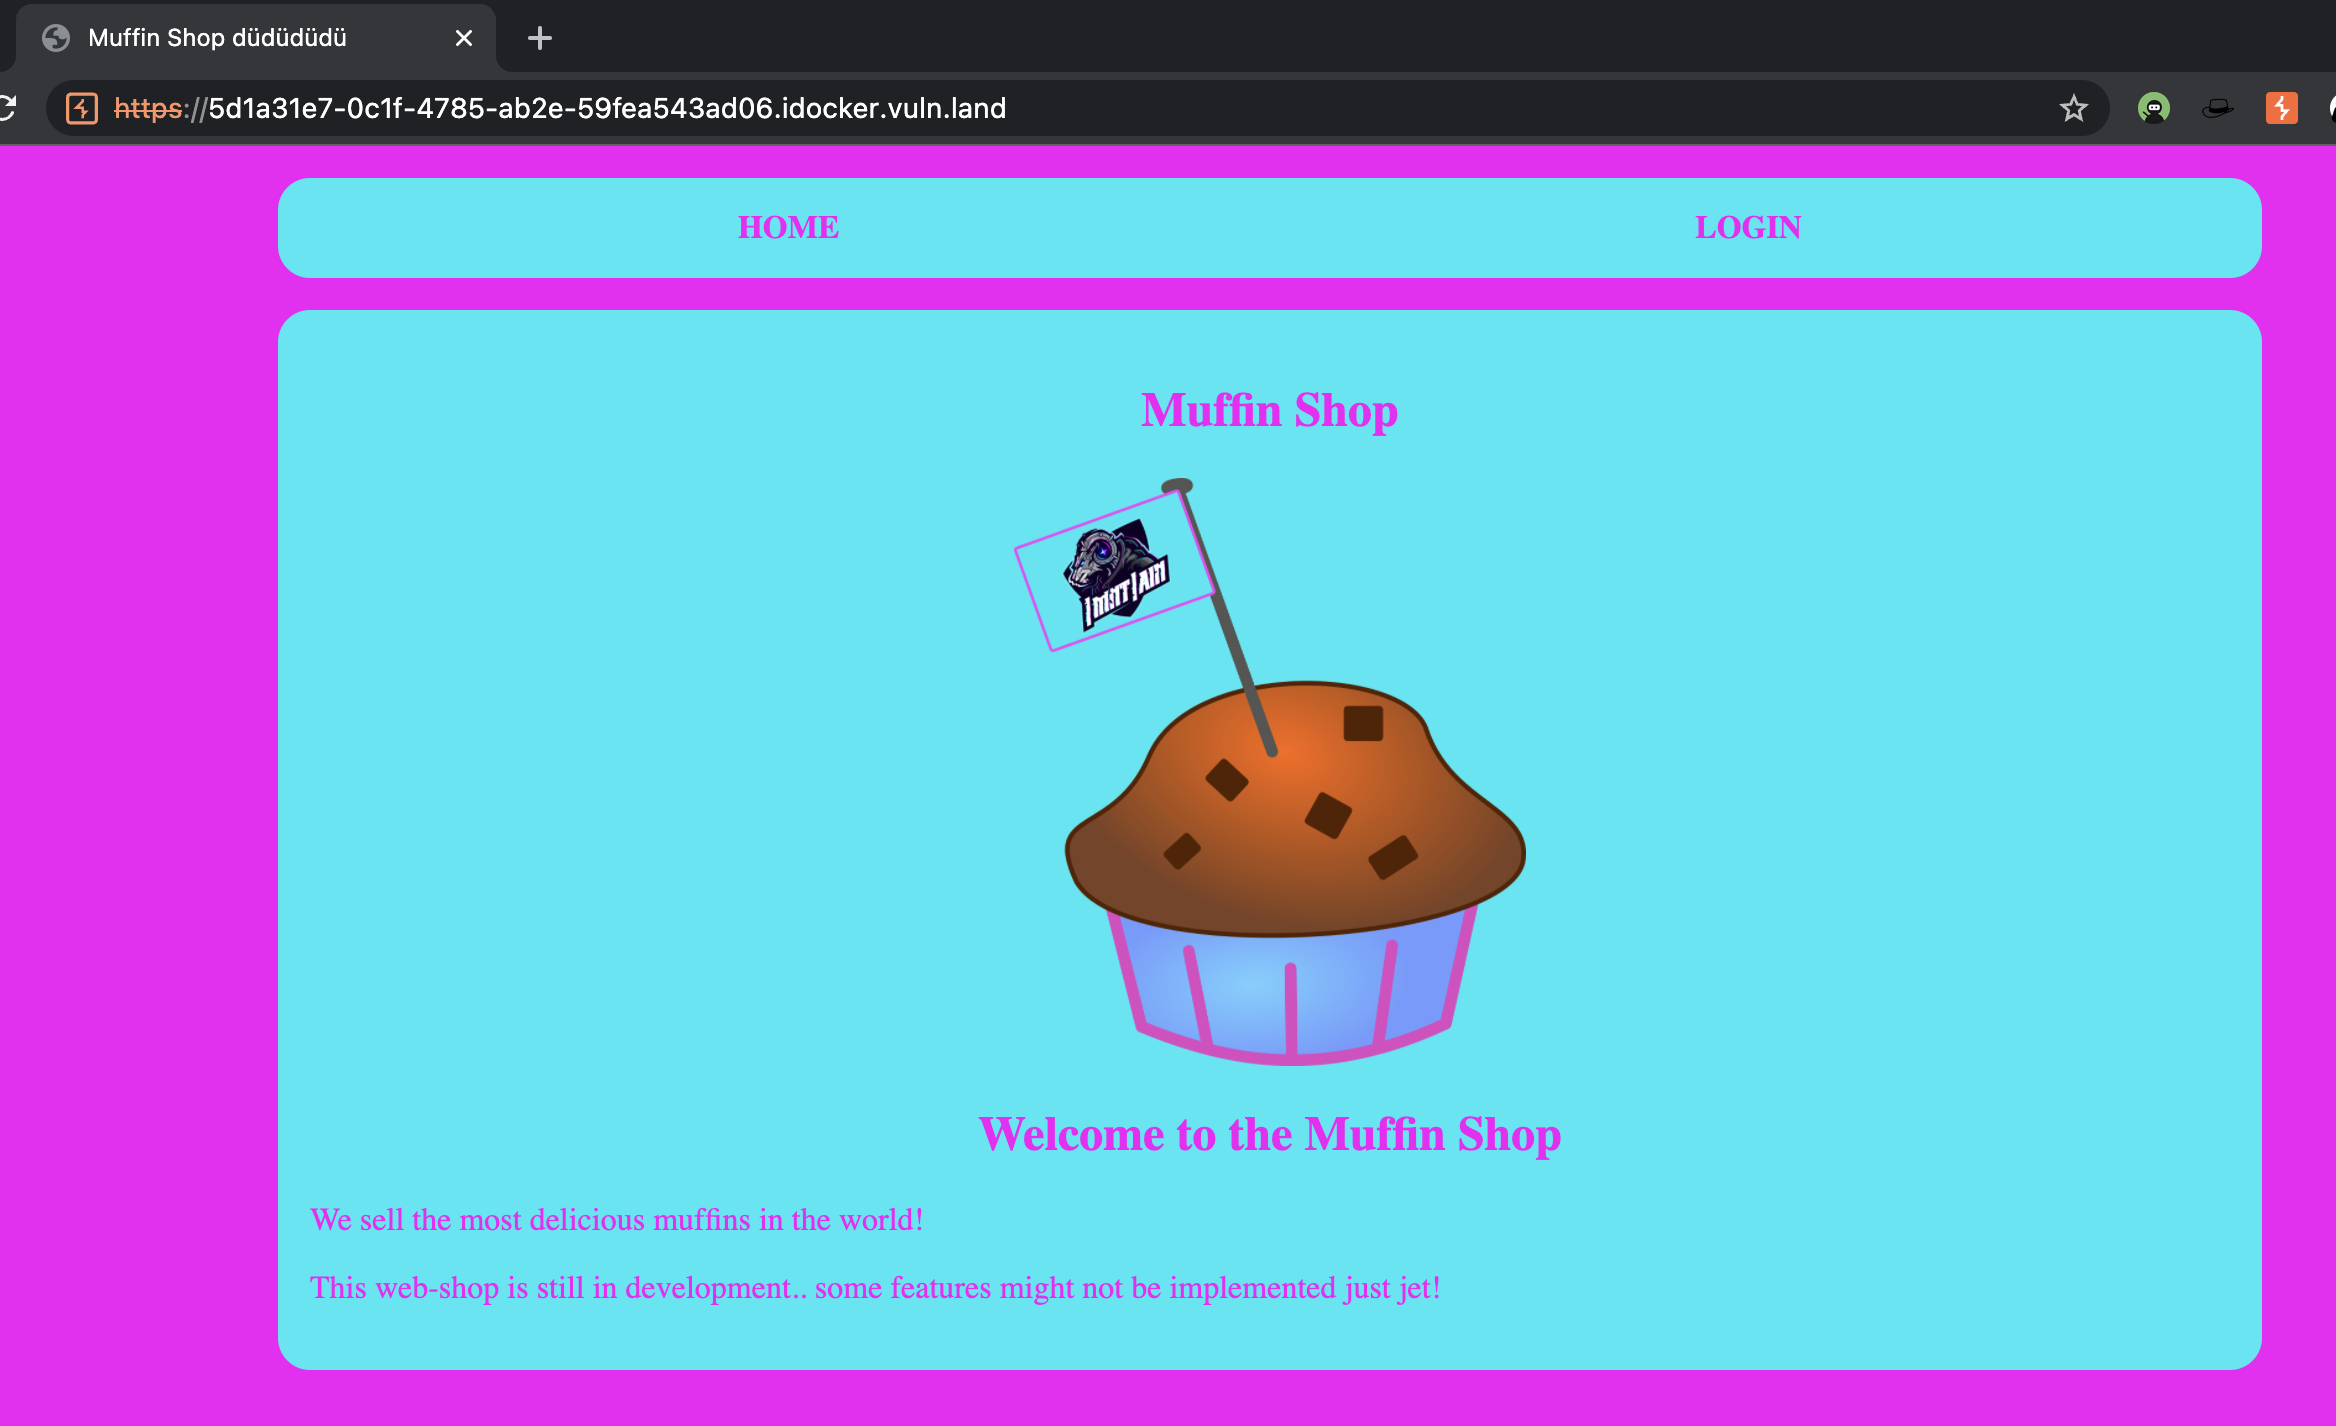 Muffin Shop düdüdüdü
https://5d1a31e7-0c1f-4785-ab2e-59fea543ad06.idocker.vuln.land
HOME LOGIN
Muffin Shop
Welcome to the Muffin Shop
We sell the most delicious muffins in the world!
This web-shop is still in development.. some features might not be implemented just jet!